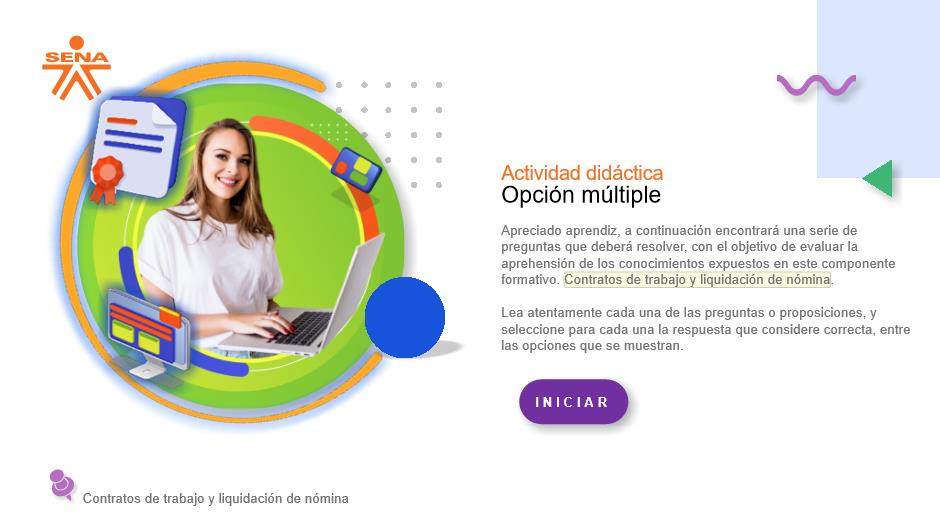 SENA
Actividad didáctica
Opción múltiple
Apreciado aprendiz, a continuación encontrará una serie de
preguntas que deberá resolver, con el objetivo de evaluar la
aprehensión de los conocimientos expuestos en este componente
formativo. Contratos de trabajo y liquidación de nómina.
Lea atentamente cada una de las preguntas o proposiciones, y
seleccione para cada una la respuesta que considere correcta, entre
las opciones que se muestran.
INICIAR
Contratos de trabajo y liquidación de nómina